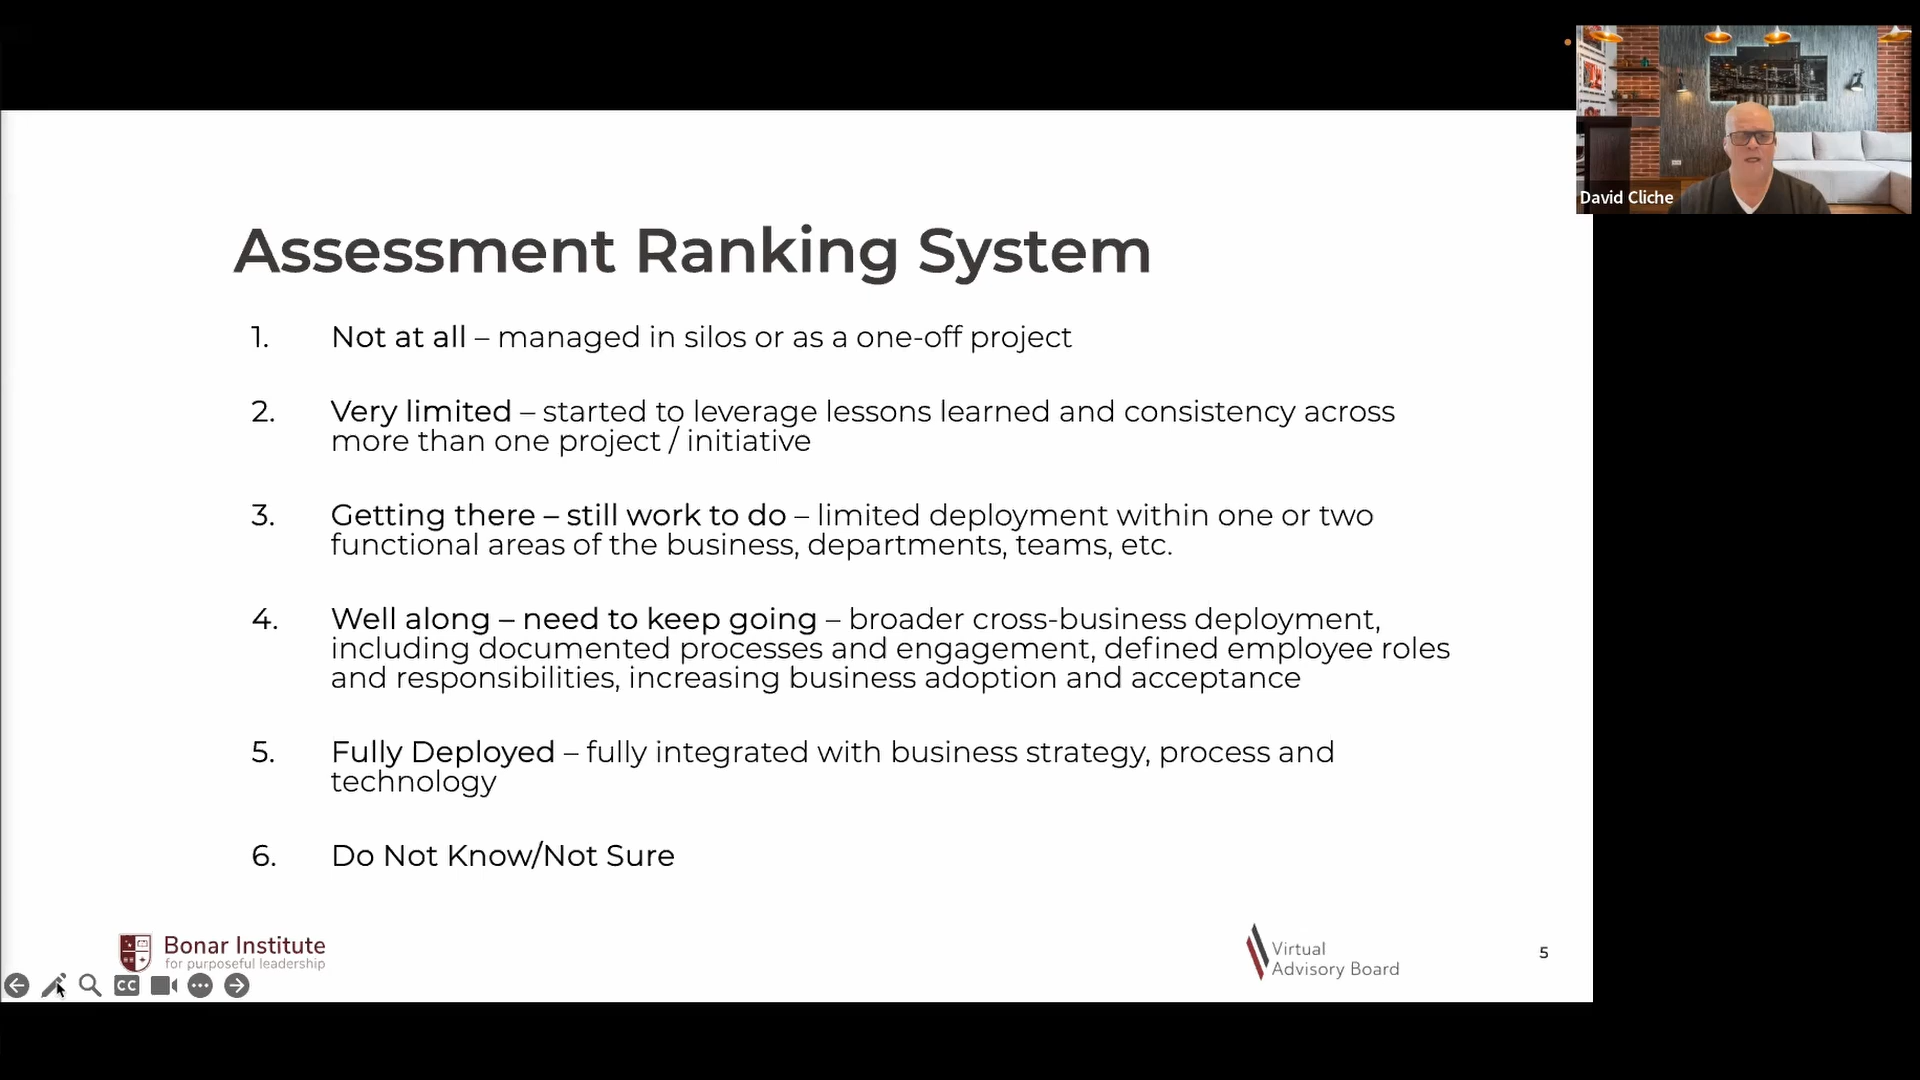 David Cliche
Assessment Ranking System
1. Not at all – managed in silos or as a one-off project
2. Very limited – started to leverage lessons learned and consistency across
more than one project / initiative
3. Getting there – still work to do – limited deployment within one or two
functional areas of the business, departments, teams, etc.
4. Well along – need to keep going – broader cross-business deployment,
including documented processes and engagement, defined employee roles
and responsibilities, increasing business adoption and acceptance
5. Fully Deployed – fully integrated with business strategy, process and
technology
6. Do Not Know/Not Sure
Bonar Institute
for purposeful leadership
Virtual
Advisory Board
5
CC